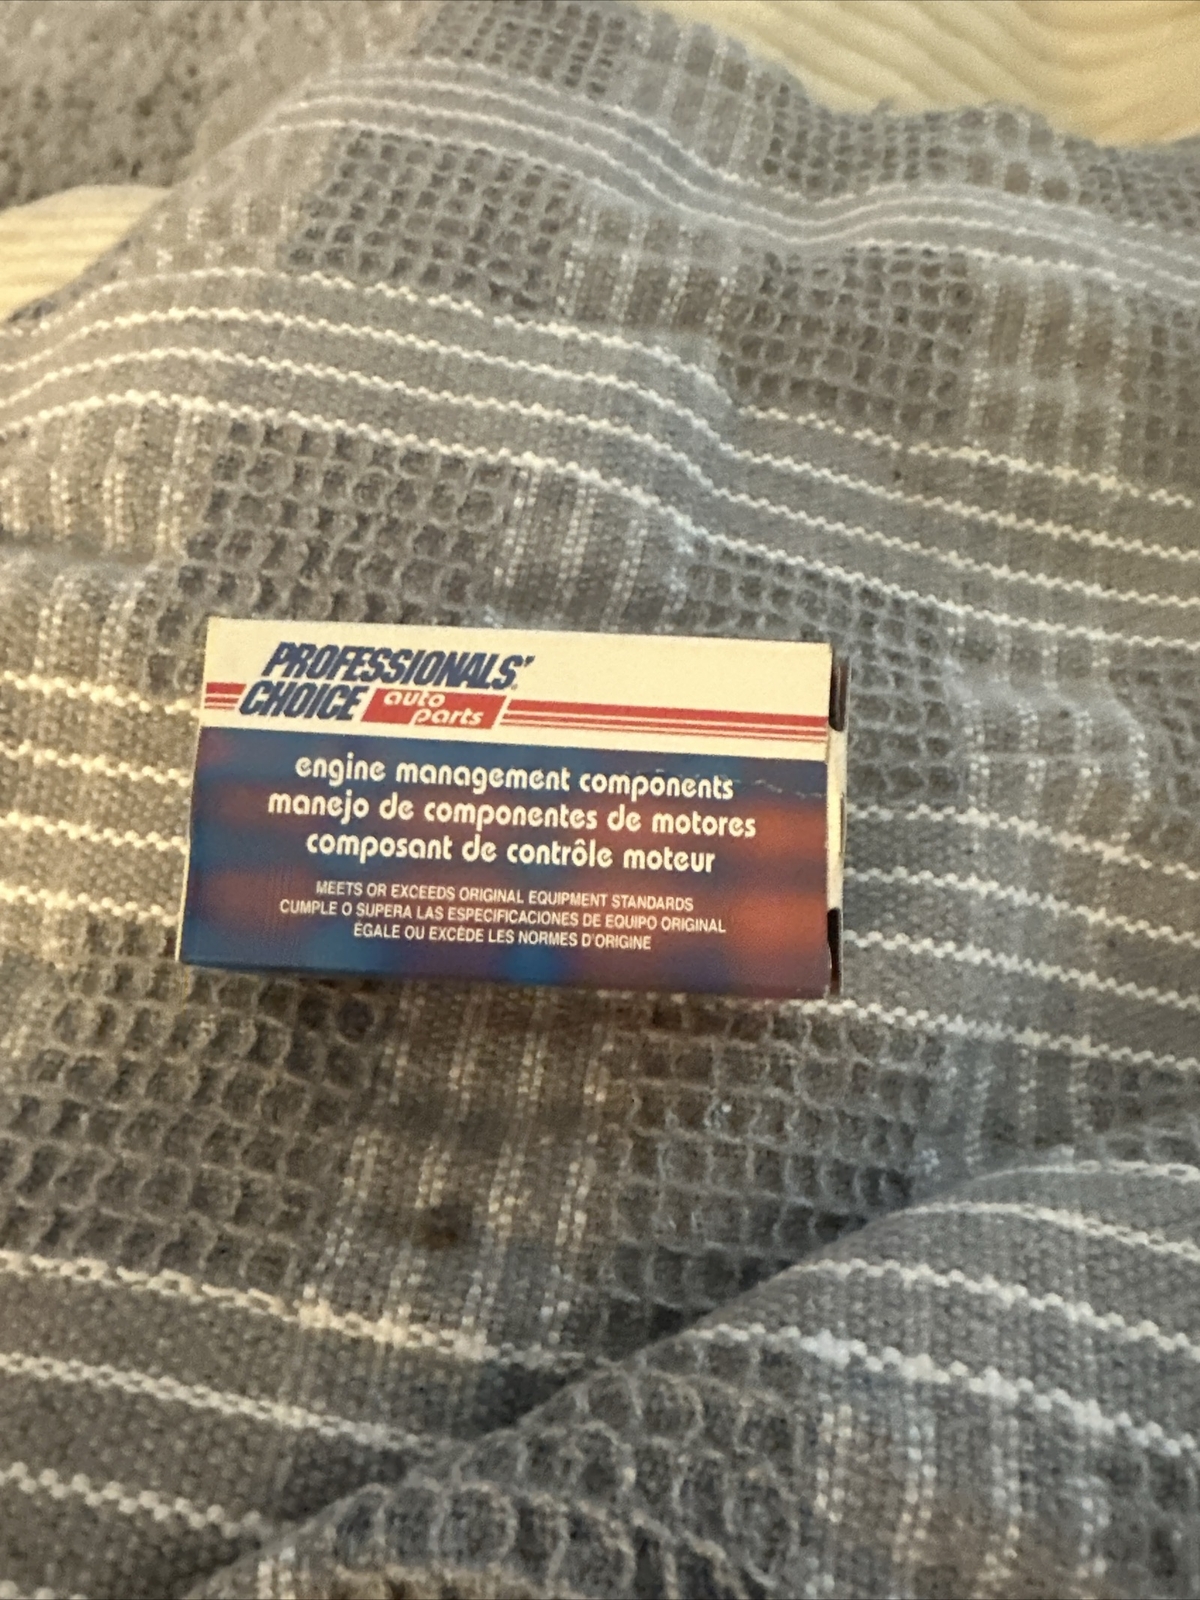 PROFESSIONALS'
CHOICE auto parts
engine management components
manejo de componentes de motores
composant de contrôle moteur
MEETS OR EXCEEDS ORIGINAL EQUIPMENT STANDARDS
CUMPLE O SUPERA LAS ESPECIFICACIONES DE EQUIPO ORIGINAL
ÉGALE OU EXCÈDE LES NORMES D'ORIGINE